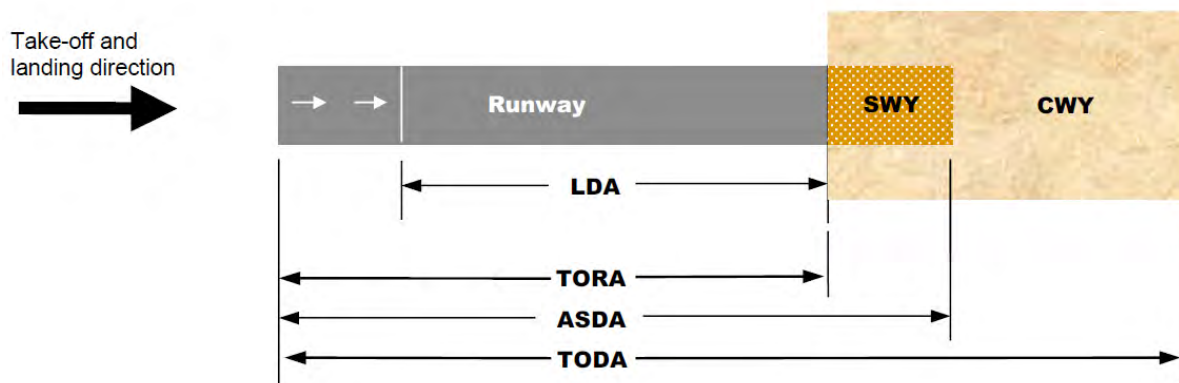 Take-off and
landing direction
Runway
SWY
CWY
LDA
TORA
ASDA
TODA